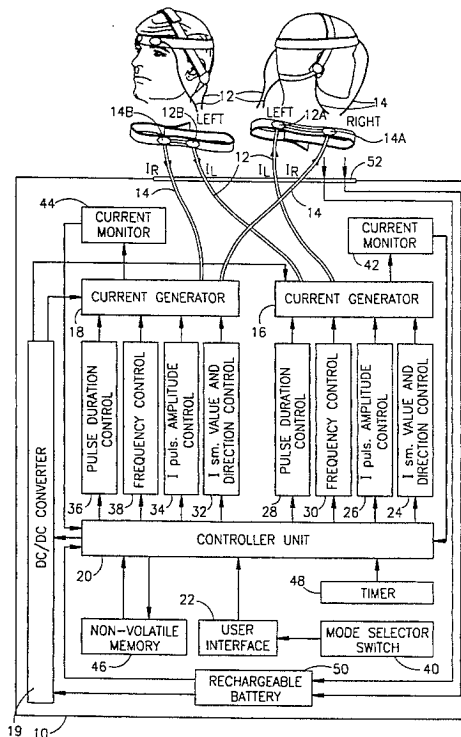 12
LEFT
12A
14
RIGHT
14B
12B
LEFT
14A
I_R
I_L
12
I_L
I_R
52
14
14
44
CURRENT
MONITOR
CURRENT
MONITOR
42
CURRENT GENERATOR
18
CURRENT GENERATOR
16
DC/DC CONVERTER
PULSE DURATION
CONTROL
FREQUENCY CONTROL
I puls. AMPLITUDE
CONTROL
I sm. VALUE AND
DIRECTION CONTROL
PULSE DURATION
CONTROL
FREQUENCY CONTROL
I puls. AMPLITUDE
CONTROL
I sm. VALUE AND
DIRECTION CONTROL
36
38
34
32
28
30
26
24
CONTROLLER UNIT
20
48
TIMER
22
NON-VOLATILE
MEMORY
46
USER
INTERFACE
MODE SELECTOR
SWITCH
40
50
RECHARGEABLE
BATTERY
19
10